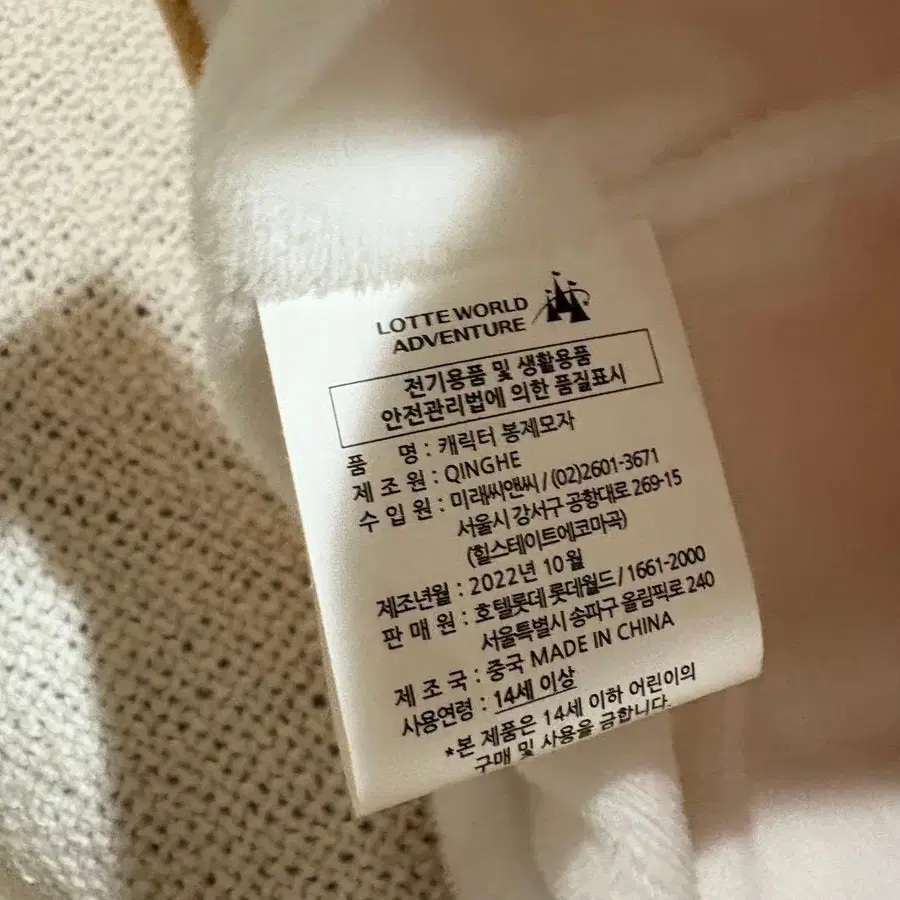 LOTTE WORLD
ADVENTURE
전기용품 및 생활용품
안전관리법에 의한 품질표시
품 명 : 캐릭터 봉제모자
제 조 원 : QINGHE
수 입 원 : 미래씨앤씨 / (02)2601-3671
서울시 강서구 공항대로 269-15
(힐스테이트에코마곡)
제조년월 : 2022년 10월
판 매 원 : 호텔롯데 롯데월드 / 1661-2000
서울특별시 송파구 올림픽로 240
제 조 국 : 중국 MADE IN CHINA
사용연령 : 14세 이상
*본 제품은 14세 이하 어린이의
구매 및 사용을 금합니다.